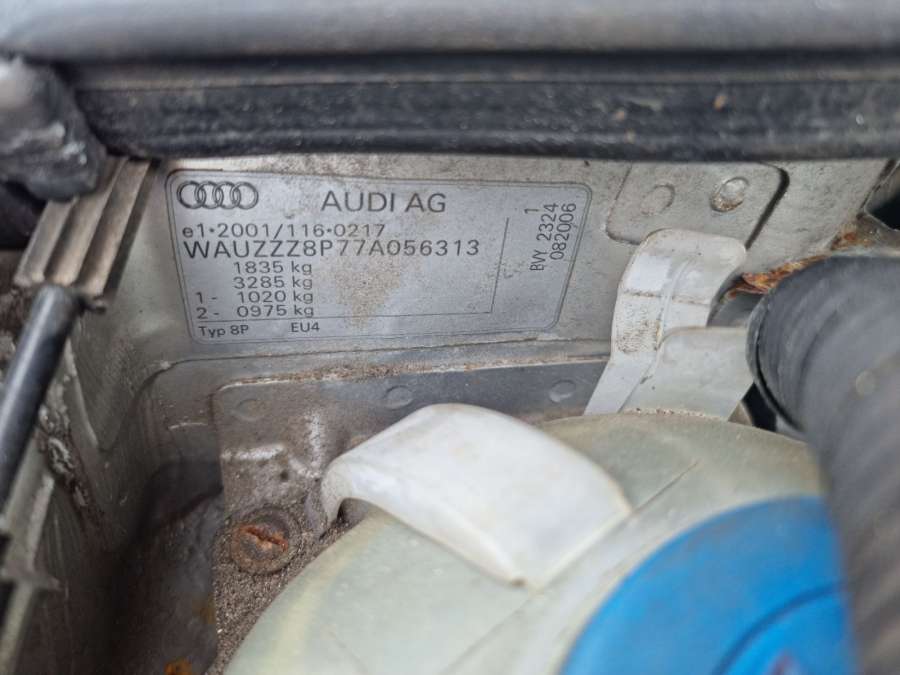 AUDI AG
e1*2001/116*0217
WAUZZZ8P77A056313
1835 kg
3285 kg
1- 1020 kg
2- 0975 kg
Typ 8P EU4
1
BVY 2324
082006